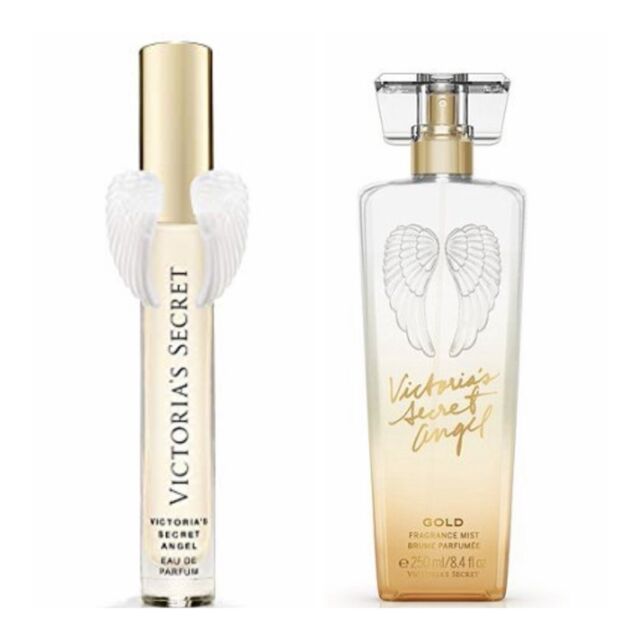 VICTORIA'S SECRET
VICTORIA'S
SECRET
ANGEL
EAU DE
PARFUM
Victoria's
Secret
Angel
GOLD
FRAGRANCE MIST
BRUME PARFUMÉE
e 250 ml/8.4 fl oz
VICTORIA'S SECRET